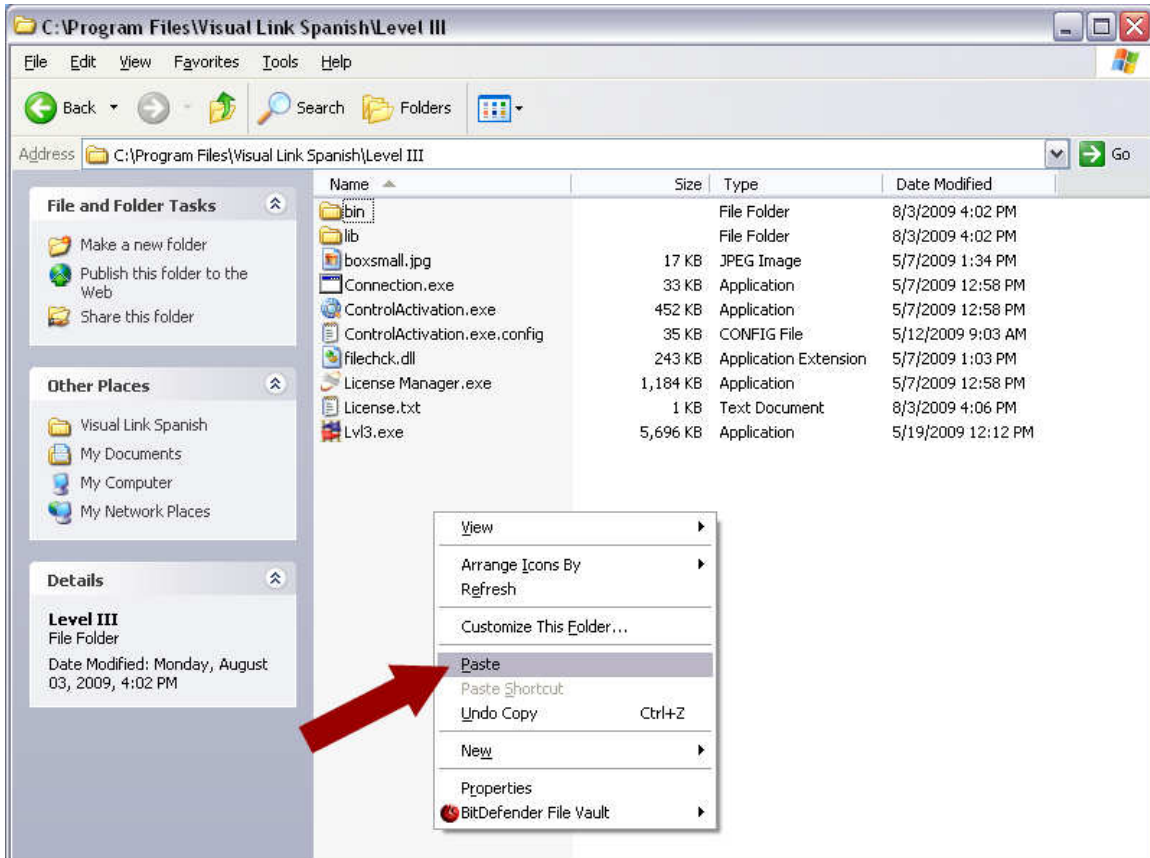 C:\Program Files\Visual Link Spanish\Level III
File Edit View Favorites Tools Help
Back Search Folders
Address C:\Program Files\Visual Link Spanish\Level III Go
File and Folder Tasks
Make a new folder
Publish this folder to the
Web
Share this folder
Other Places
Visual Link Spanish
My Documents
My Computer
My Network Places
Details
Level III
File Folder
Date Modified: Monday, August
03, 2009, 4:02 PM
Name Size Type Date Modified
bin File Folder 8/3/2009 4:02 PM
lib File Folder 8/3/2009 4:02 PM
boxsmall.jpg 17 KB JPEG Image 5/7/2009 1:34 PM
Connection.exe 33 KB Application 5/7/2009 12:58 PM
ControlActivation.exe 452 KB Application 5/7/2009 12:58 PM
ControlActivation.exe.config 35 KB CONFIG File 5/12/2009 9:03 AM
filechck.dll 243 KB Application Extension 5/7/2009 1:03 PM
License Manager.exe 1,184 KB Application 5/7/2009 12:58 PM
License.txt 1 KB Text Document 8/3/2009 4:06 PM
Lvl3.exe 5,696 KB Application 5/19/2009 12:12 PM
View
Arrange Icons By
Refresh
Customize This Folder...
Paste
Paste Shortcut
Undo Copy Ctrl+Z
New
Properties
BitDefender File Vault